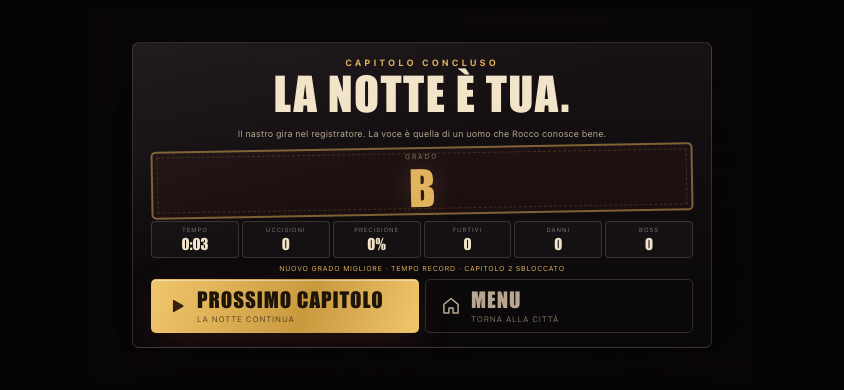 CAPITOLO CONCLUSO
LA NOTTE È TUA.
Il nastro gira nel registratore. La voce è quella di un uomo che Rocco conosce bene.
GRADO
B
TEMPO UCCISIONI PRECISIONE FURTIVI DANNI BOSS
0:03 0 0% 0 0 0
NUOVO GRADO MIGLIORE · TEMPO RECORD · CAPITOLO 2 SBLOCCATO
PROSSIMO CAPITOLO MENU
LA NOTTE CONTINUA TORNA ALLA CITTÀ